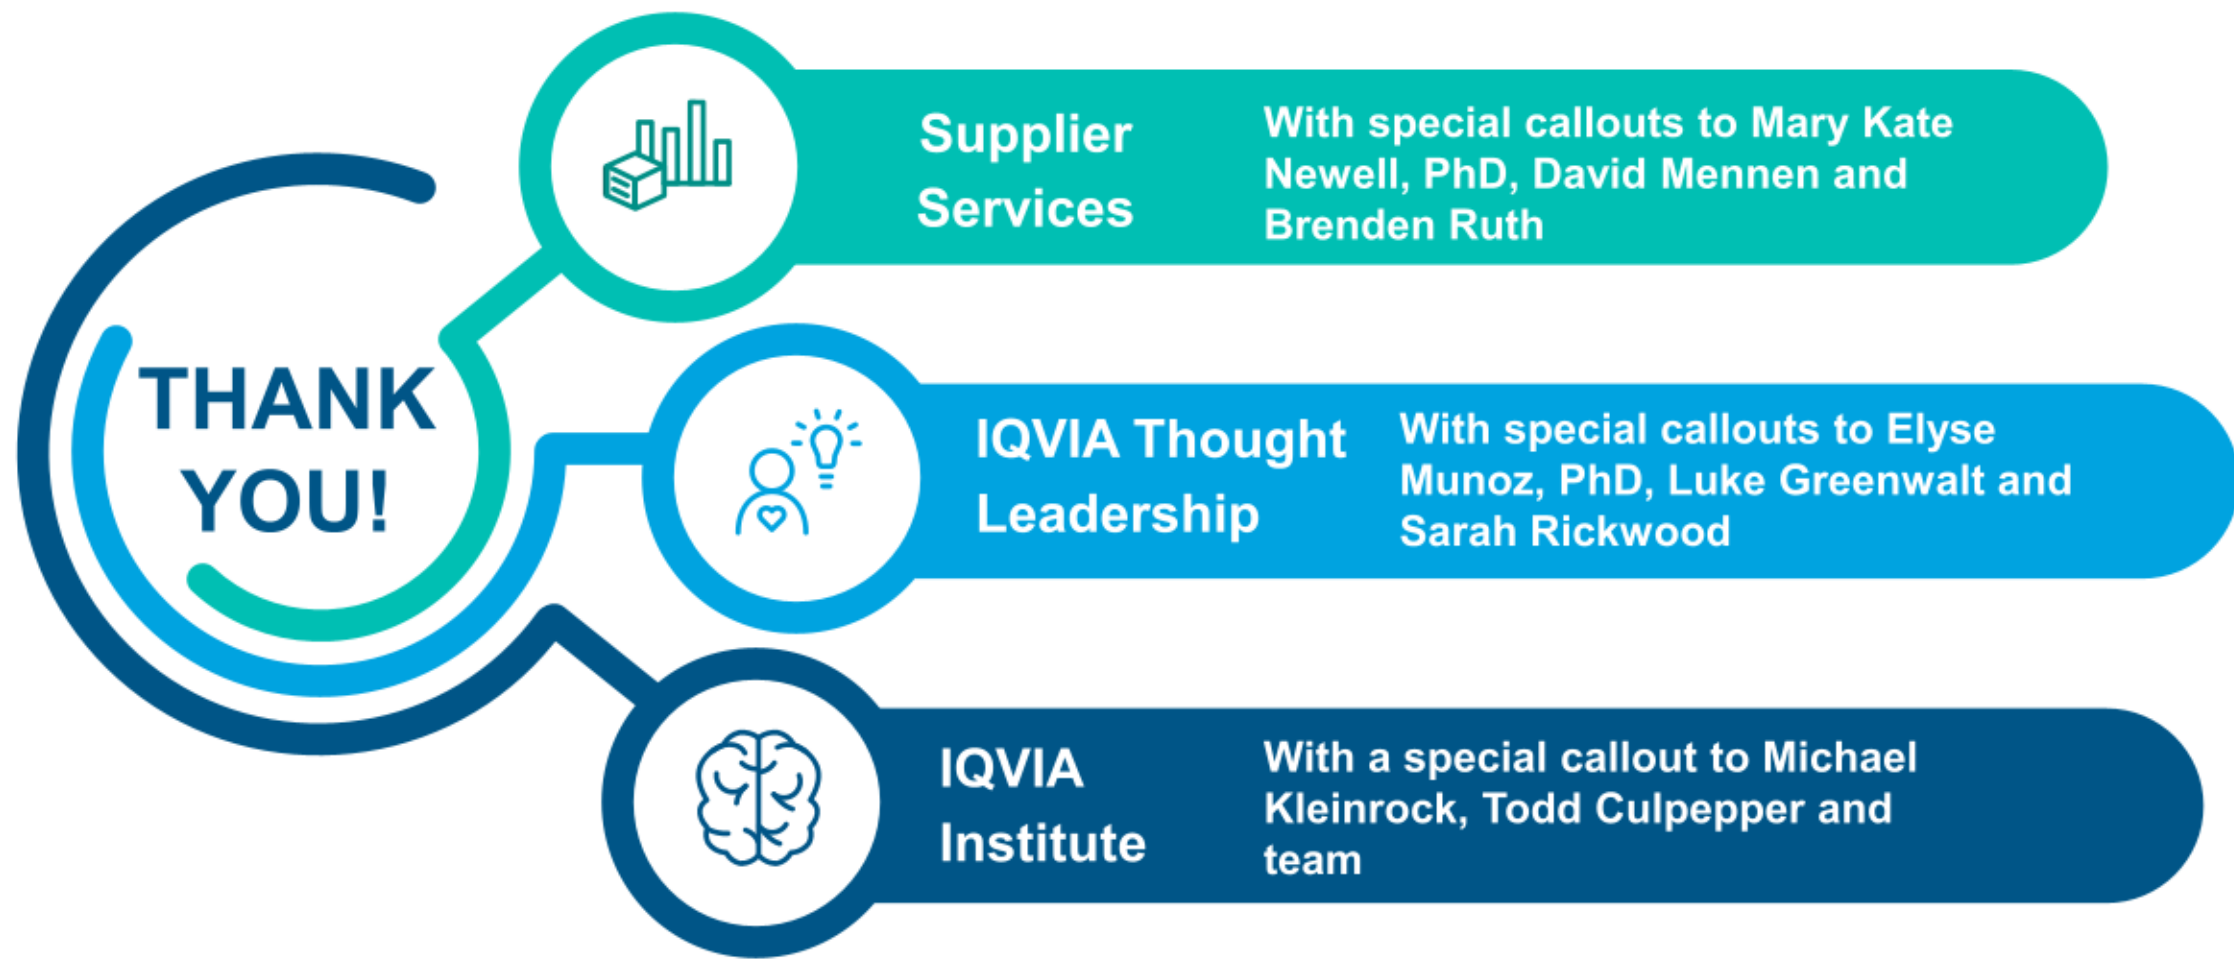 THANK
YOU!
Supplier
Services
With special callouts to Mary Kate
Newell, PhD, David Mennen and
Brenden Ruth
IQVIA Thought
Leadership
With special callouts to Elyse
Munoz, PhD, Luke Greenwalt and
Sarah Rickwood
IQVIA
Institute
With a special callout to Michael
Kleinrock, Todd Culpepper and
team